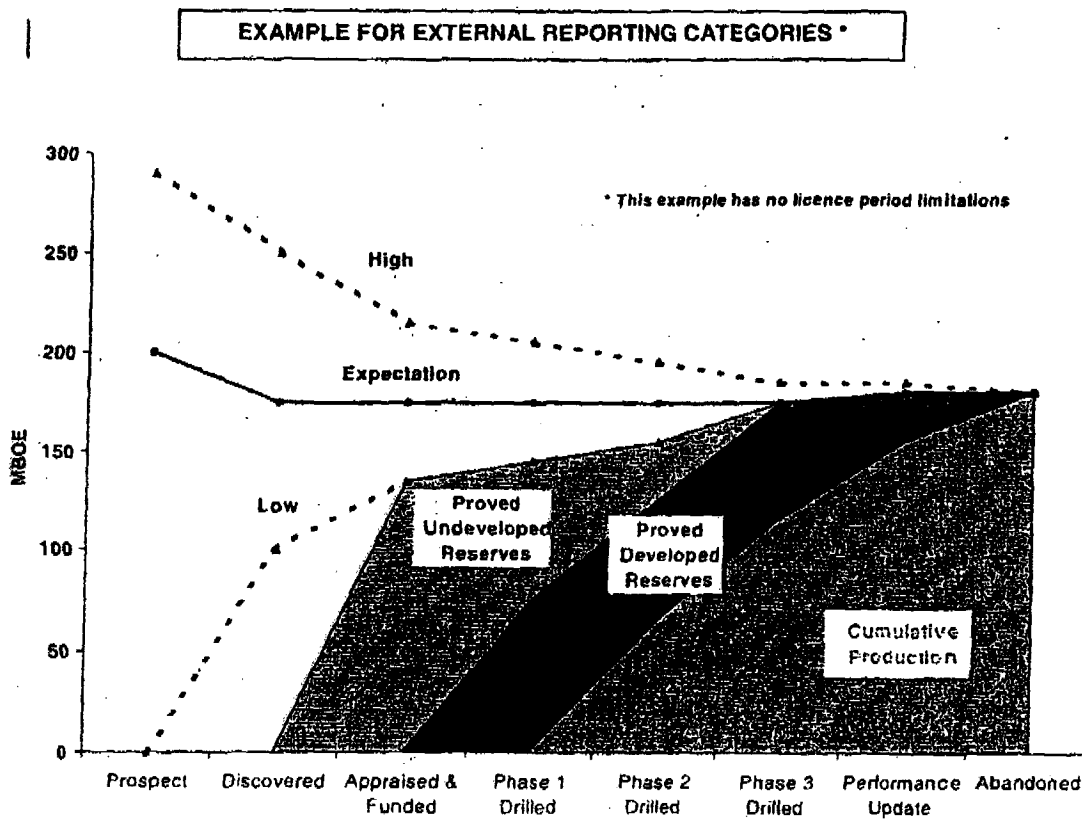 EXAMPLE FOR EXTERNAL REPORTING CATEGORIES *
300
250
200
150
100
50
0
MBOE
* This example has no licence period limitations
High
Expectation
Low
Proved
Undeveloped
Reserves
Proved
Developed
Reserves
Cumulative
Production
Prospect
Discovered
Appraised &
Funded
Phase 1
Drilled
Phase 2
Drilled
Phase 3
Drilled
Performance
Update
Abandoned